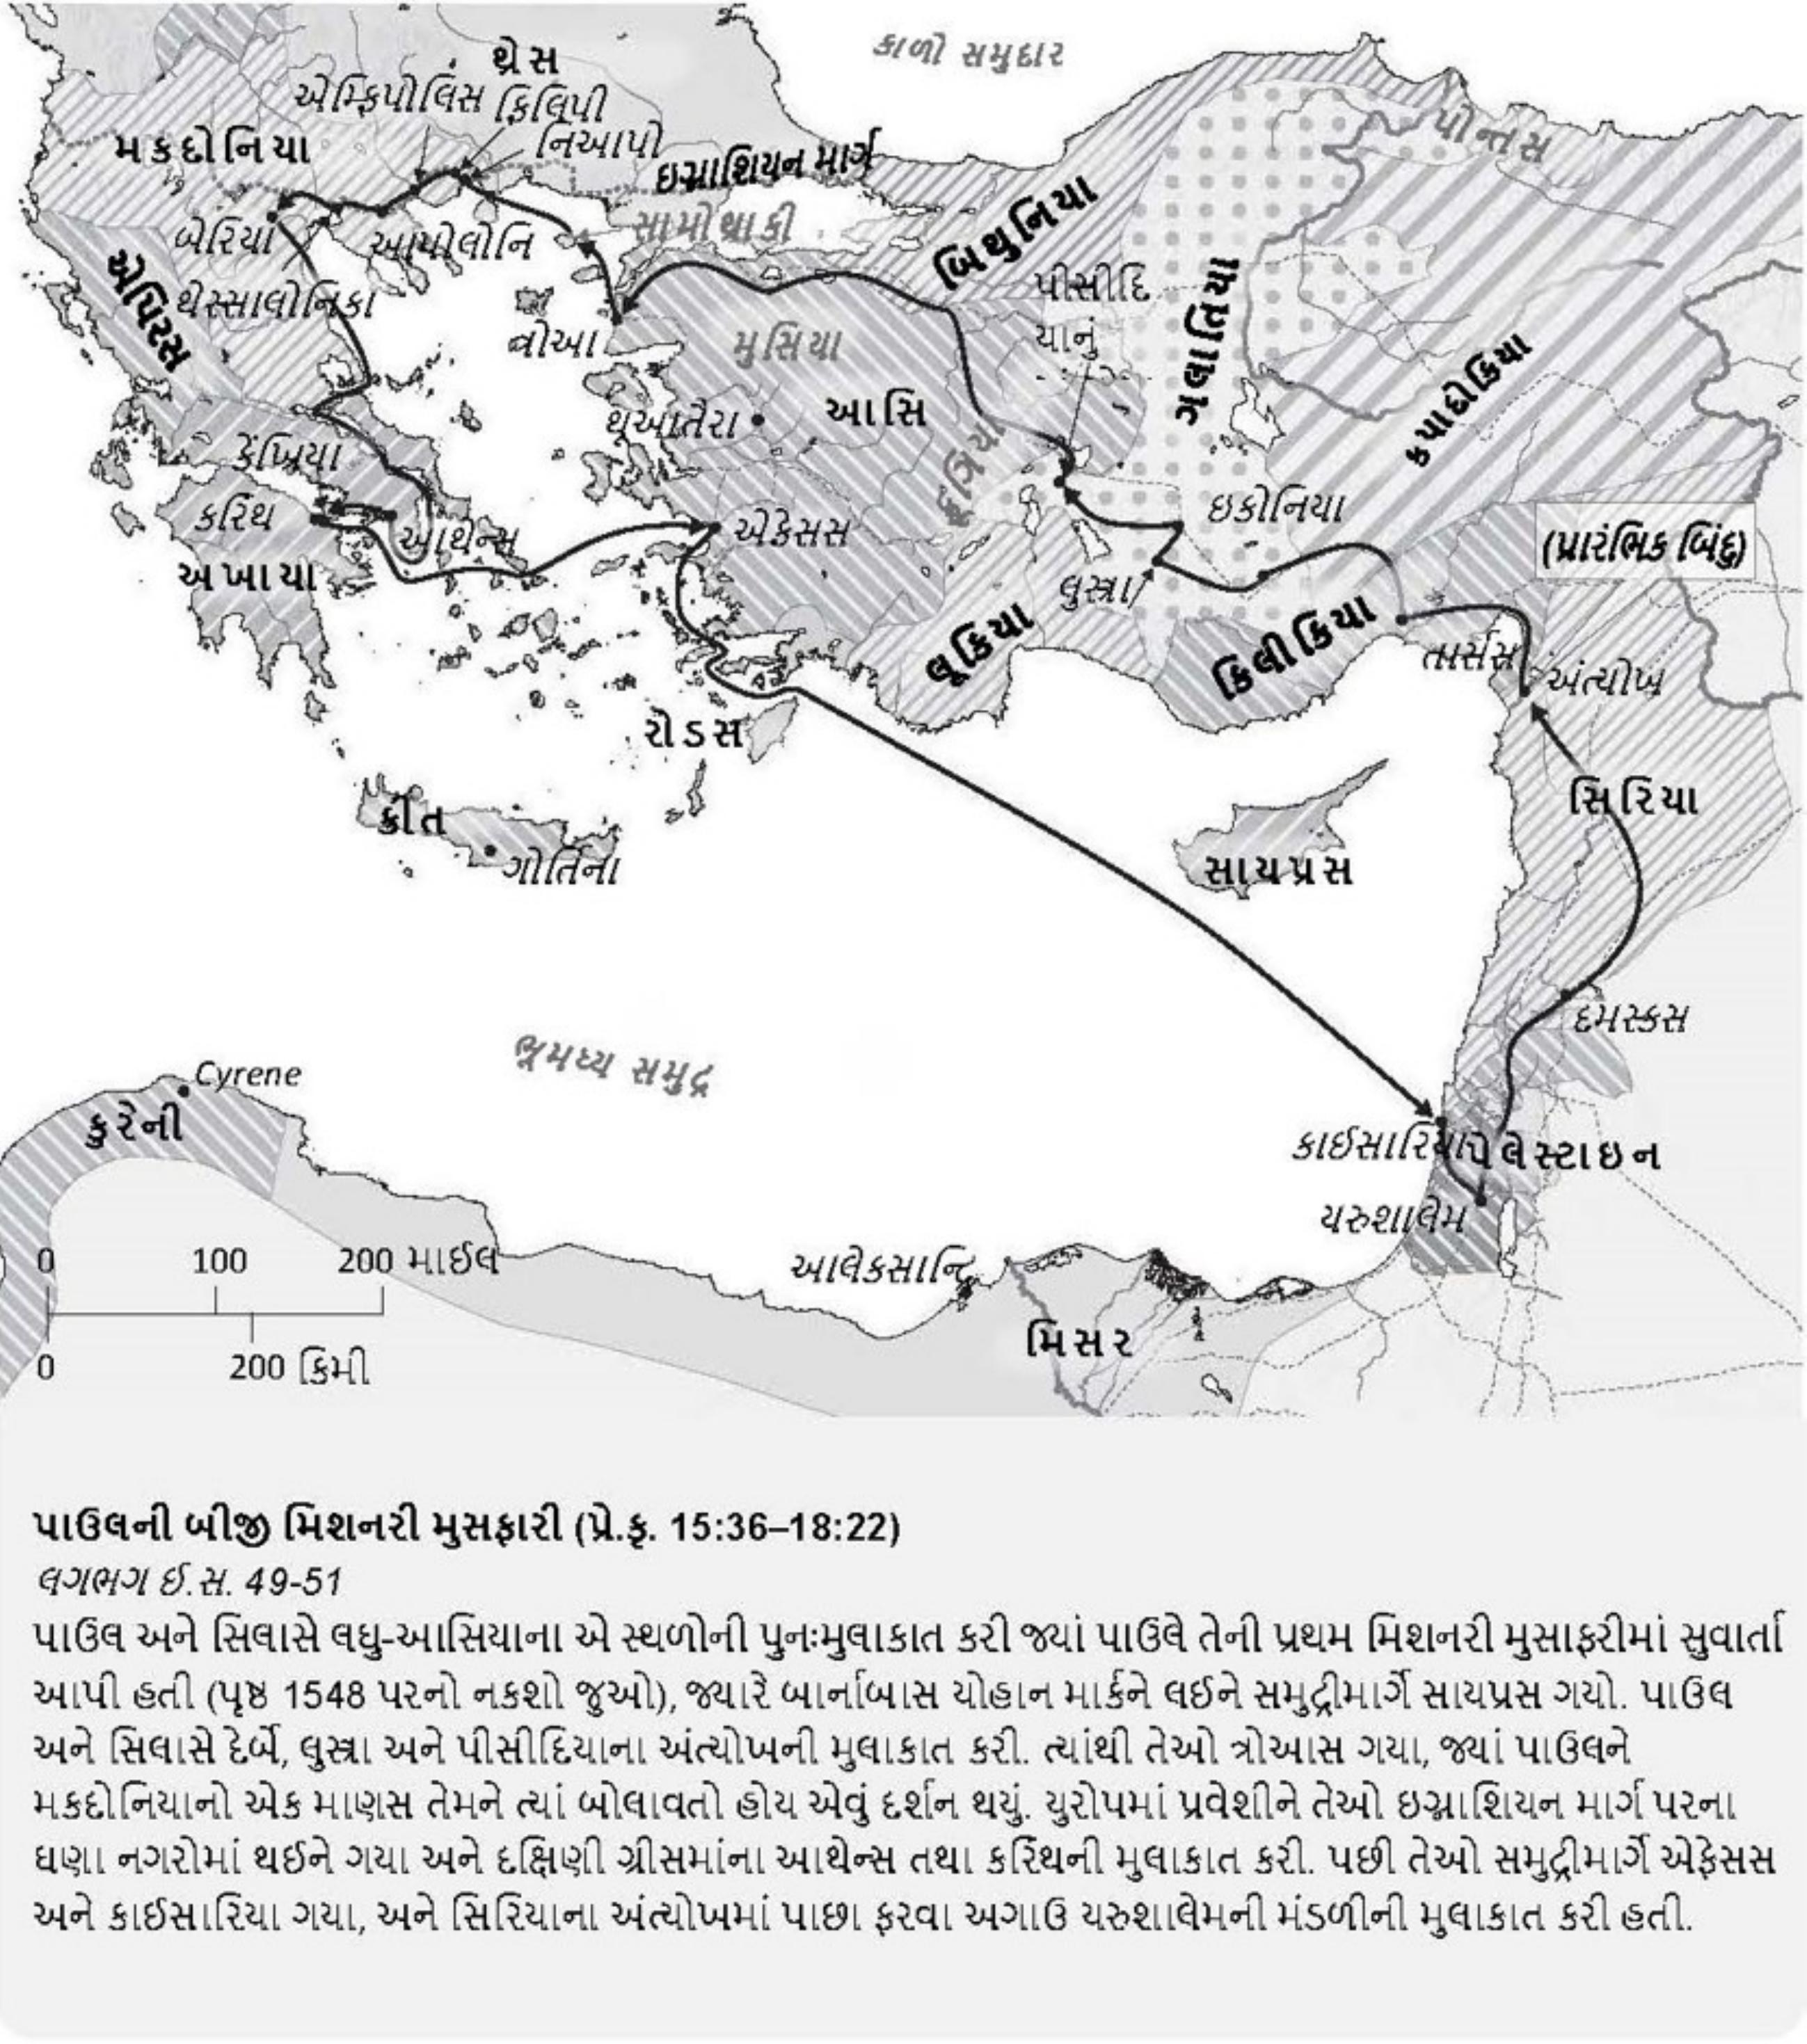 કાળો સમુદાર
થ્રેસ
એમ્ફિપોલિસ ફિલિપી
નિઆપો
મકદોનિયા
ઇગ્નાશિયન માર્ગ
પોન્તસ
બેરિયા
આપોલોનિ
સામોથ્રાકી
બિથુનિયા
એપિરસ
થેસ્સાલોનિકા
ત્રોઆ
મુસિયા
પીસીદિ
યાનું
ગલાતિયા
કપાદોકિયા
થૂઆતૈરા
આસિ
ફ્રુગિયા
કેંખ્રિયા
કરિંથ
આથેન્સ
અખાયા
એફેસસ
ઇકોનિયા
(પ્રારંભિક બિંદુ)
લુસ્ત્રા
લૂકિયા
કિલીકિયા
તાર્સસ
અંત્યોખ
રોડસ
ક્રીત
ગોર્તિના
સાયપ્રસ
સિરિયા
દમસ્કસ
ભૂમધ્ય સમુદ્ર
Cyrene
કુરેની
કાઈસારિયા
પેલેસ્ટાઇન
યરુશાલેમ
0 100 200 માઈલ
0 200 કિમી
આલેકસાન્દ્રિ
મિસર
પાઉલની બીજી મિશનરી મુસફારી (પ્રે.કૃ. 15:36–18:22)
લગભગ ઈ.સ. 49-51
પાઉલ અને સિલાસે લઘુ-આસિયાના એ સ્થળોની પુનઃમુલાકાત કરી જ્યાં પાઉલે તેની પ્રથમ મિશનરી મુસાફરીમાં સુવાર્તા
આપી હતી (પૃષ્ઠ 1548 પરનો નકશો જુઓ), જ્યારે બાર્નાબાસ યોહાન માર્કને લઈને સમુદ્રીમાર્ગે સાયપ્રસ ગયો. પાઉલ
અને સિલાસે દેર્બે, લુસ્ત્રા અને પીસીદિયાના અંત્યોખની મુલાકાત કરી. ત્યાંથી તેઓ ત્રોઆસ ગયા, જ્યાં પાઉલને
મકદોનિયાનો એક માણસ તેમને ત્યાં બોલાવતો હોય એવું દર્શન થયું. યુરોપમાં પ્રવેશીને તેઓ ઇગ્નાશિયન માર્ગ પરના
ઘણા નગરોમાં થઈને ગયા અને દક્ષિણી ગ્રીસમાંના આથેન્સ તથા કરિંથની મુલાકાત કરી. પછી તેઓ સમુદ્રીમાર્ગે એફેસસ
અને કાઈસારિયા ગયા, અને સિરિયાના અંત્યોખમાં પાછા ફરવા અગાઉ યરુશાલેમની મંડળીની મુલાકાત કરી હતી.